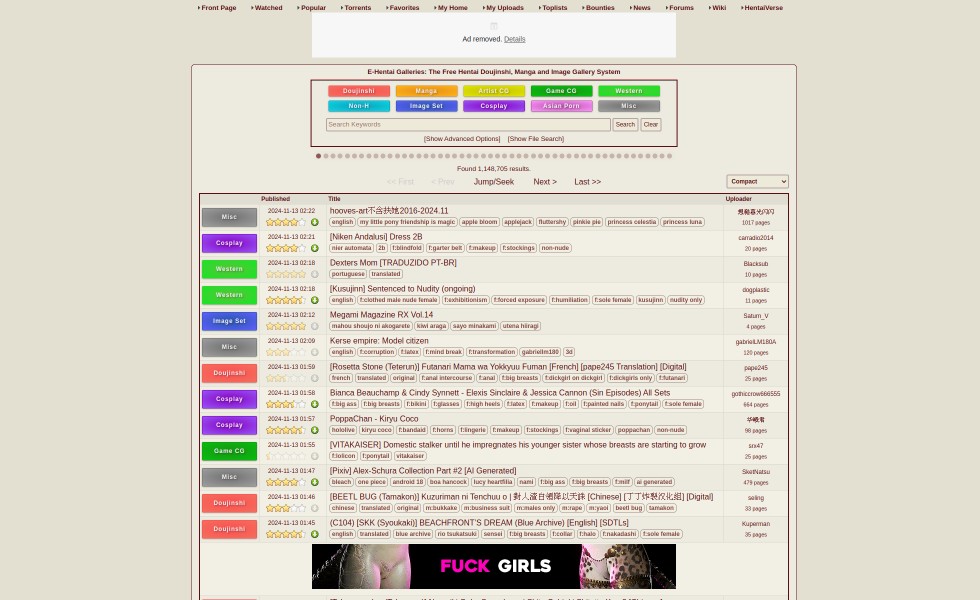 Front Page Watched Popular Torrents Favorites My Home My Uploads Toplists Bounties News Forums Wiki HentaiVerse
Ad removed. Details
E-Hentai Galleries: The Free Hentai Doujinshi, Manga and Image Gallery System
Doujinshi Manga Artist CG Game CG Western
Non-H Image Set Cosplay Asian Porn Misc
Search Keywords Search Clear
[Show Advanced Options] [Show File Search]
Found 1,148,705 results.
<< First < Prev Jump/Seek Next > Last >> Compact
Published Title Uploader
Misc 2024-11-13 02:22 hooves-art不含扶她2016-2024.11
english my little pony friendship is magic apple bloom applejack fluttershy pinkie pie princess celestia princess luna 1017 pages
Cosplay 2024-11-13 02:21 [Niken Andalusi] Dress 2B carradio2014
nier automata 2b f:blindfold f:garter belt f:makeup f:stockings non-nude 20 pages
Western 2024-11-13 02:18 Dexters Mom [TRADUZIDO PT-BR] Blacksub
portuguese translated 10 pages
Western 2024-11-13 02:18 [Kusujinn] Sentenced to Nudity (ongoing) dogplastic
english f:clothed male nude female f:exhibitionism f:forced exposure f:humiliation f:sole female kusujinn nudity only 11 pages
Image Set 2024-11-13 02:12 Megami Magazine RX Vol.14 Saturn_V
mahou shoujo ni akogarete kiwi araga sayo minakami utena hiiragi 4 pages
Misc 2024-11-13 02:09 Kerse empire: Model citizen gabrielLM180A
english f:corruption f:latex f:mind break f:transformation gabriellm180 3d 120 pages
Doujinshi 2024-11-13 01:59 [Rosetta Stone (Teterun)] Futanari Mama wa Yokkyuu Fuman [French] [pape245 Translation] [Digital] pape245
french translated original f:anal intercourse f:anal f:big breasts f:dickgirl on dickgirl f:dickgirls only f:futanari 25 pages
Cosplay 2024-11-13 01:58 Bianca Beauchamp & Cindy Synnett - Elexis Sinclaire & Jessica Cannon (Sin Episodes) All Sets gothiccrow666555
f:big ass f:big breasts f:bikini f:glasses f:high heels f:latex f:makeup f:oil f:painted nails f:ponytail f:sole female 664 pages
Cosplay 2024-11-13 01:57 PoppaChan - Kiryu Coco
hololive kiryu coco f:bandaid f:horns f:lingerie f:makeup f:stockings f:vaginal sticker poppachan non-nude 98 pages
Game CG 2024-11-13 01:55 [VITAKAISER] Domestic stalker until he impregnates his younger sister whose breasts are starting to grow srx47
f:lolicon f:ponytail vitakaiser 25 pages
Misc 2024-11-13 01:47 [Pixiv] Alex-Schura Collection Part #2 [AI Generated] SketNatsu
bleach one piece android 18 boa hancock lucy heartfilia nami f:big ass f:big breasts f:milf ai generated 479 pages
Doujinshi 2024-11-13 01:46 [BEETL BUG (Tamakon)] Kuzuriman ni Tenchuu o | 對人渣自領降以天誅 [Chinese] [丁丁炸裂汉化组] [Digital] seling
chinese translated original m:bukkake m:business suit m:males only m:rape m:yaoi beetl bug tamakon 33 pages
Doujinshi 2024-11-13 01:45 (C104) [SKK (Syoukaki)] BEACHFRONT'S DREAM (Blue Archive) [English] [SDTLs] Kuperman
english translated blue archive rio tsukatsuki sensei f:big breasts f:collar f:halo f:nakadashi f:sole female 35 pages
FUCK GIRLS